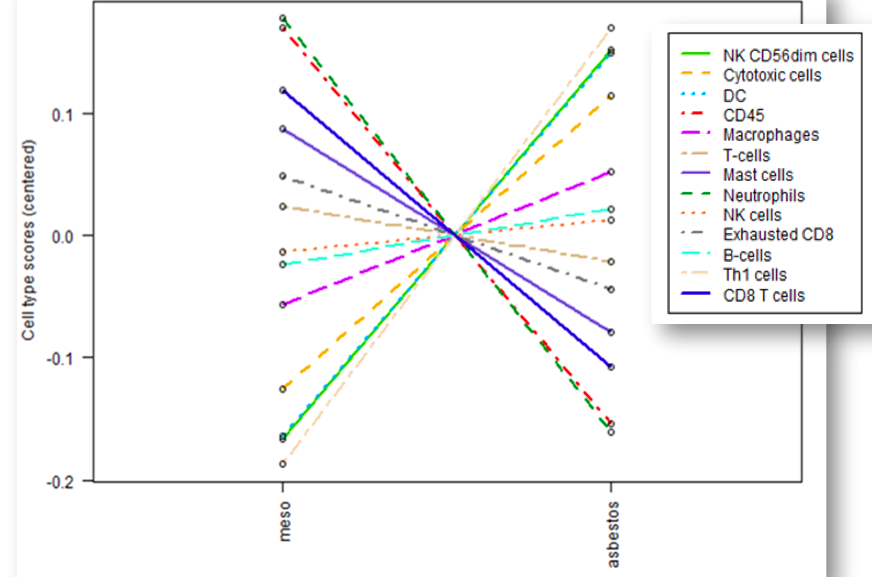 Cell type scores (centered)
0.1
0.0
-0.1
-0.2
meso
asbestos
NK CD56dim cells
Cytotoxic cells
DC
CD45
Macrophages
T-cells
Mast cells
Neutrophils
NK cells
Exhausted CD8
B-cells
Th1 cells
CD8 T cells